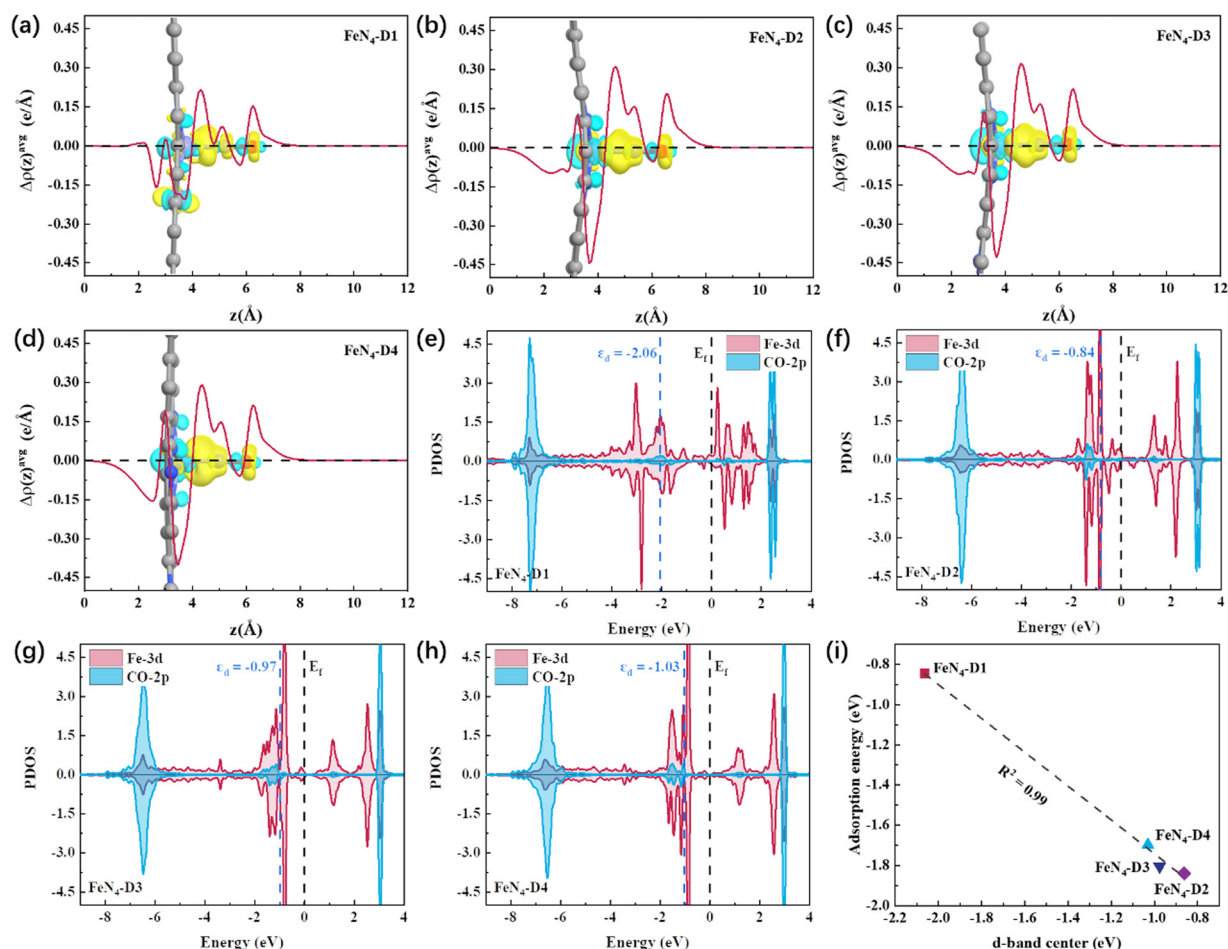 (a)
FeN₄-D1
0.45
0.30
0.15
0.00
-0.15
-0.30
-0.45
Δρ(z)ᵃᵛᵍ (e/Å)
0 2 4 6 8 10 12
z(Å)
(b)
FeN₄-D2
0.45
0.30
0.15
0.00
-0.15
-0.30
-0.45
Δρ(z)ᵃᵛᵍ (e/Å)
0 2 4 6 8 10 12
z(Å)
(c)
FeN₄-D3
0.45
0.30
0.15
0.00
-0.15
-0.30
-0.45
Δρ(z)ᵃᵛᵍ (e/Å)
0 2 4 6 8 10 12
z(Å)
(d)
FeN₄-D4
0.45
0.30
0.15
0.00
-0.15
-0.30
-0.45
Δρ(z)ᵃᵛᵍ (e/Å)
0 2 4 6 8 10 12
z(Å)
(e)
Fe-3d
CO-2p
ε_d = -2.06
E_f
4.5
3.0
1.5
0.0
1.5
3.0
4.5
PDOS
FeN₄-D1
-8 -6 -4 -2 0 2 4
Energy (eV)
(f)
Fe-3d
CO-2p
ε_d = -0.84
E_f
4.5
3.0
1.5
0.0
1.5
3.0
4.5
PDOS
FeN₄-D2
-8 -6 -4 -2 0 2 4
Energy (eV)
(g)
Fe-3d
CO-2p
ε_d = -0.97
E_f
4.5
3.0
1.5
0.0
1.5
3.0
4.5
PDOS
FeN₄-D3
-8 -6 -4 -2 0 2 4
Energy (eV)
(h)
Fe-3d
CO-2p
ε_d = -1.03
E_f
4.5
3.0
1.5
0.0
1.5
3.0
4.5
PDOS
FeN₄-D4
-8 -6 -4 -2 0 2 4
Energy (eV)
(i)
-0.8
-1.0
-1.2
-1.4
-1.6
-1.8
-2.0
Adsorption energy (eV)
FeN₄-D1
R² = 0.99
FeN₄-D4
FeN₄-D3
FeN₄-D2
-2.2 -2.0 -1.8 -1.6 -1.4 -1.2 -1.0 -0.8
d-band center (eV)